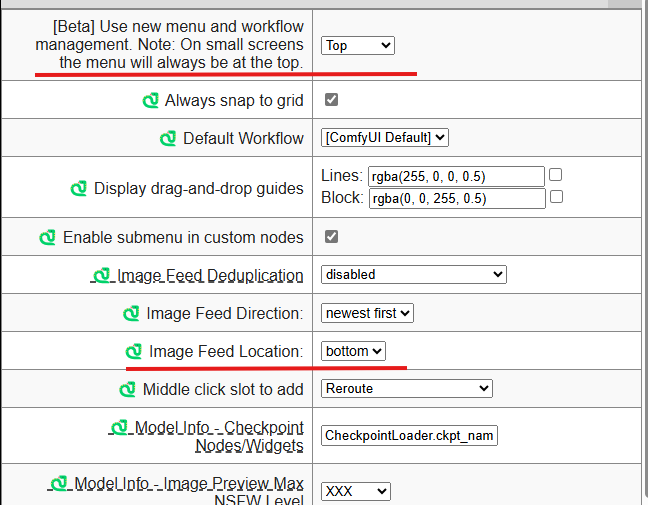 [Beta] Use new menu and workflow
management. Note: On small screens
the menu will always be at the top.
Top
Always snap to grid
Default Workflow
[ComfyUI Default]
Display drag-and-drop guides
Lines: rgba(255, 0, 0, 0.5)
Block: rgba(0, 0, 255, 0.5)
Enable submenu in custom nodes
Image Feed Deduplication
disabled
Image Feed Direction:
newest first
Image Feed Location:
bottom
Middle click slot to add
Reroute
Model Info - Checkpoint
Nodes/Widgets
CheckpointLoader.ckpt_nam
Model Info - Image Preview Max
NSFW Level
XXX